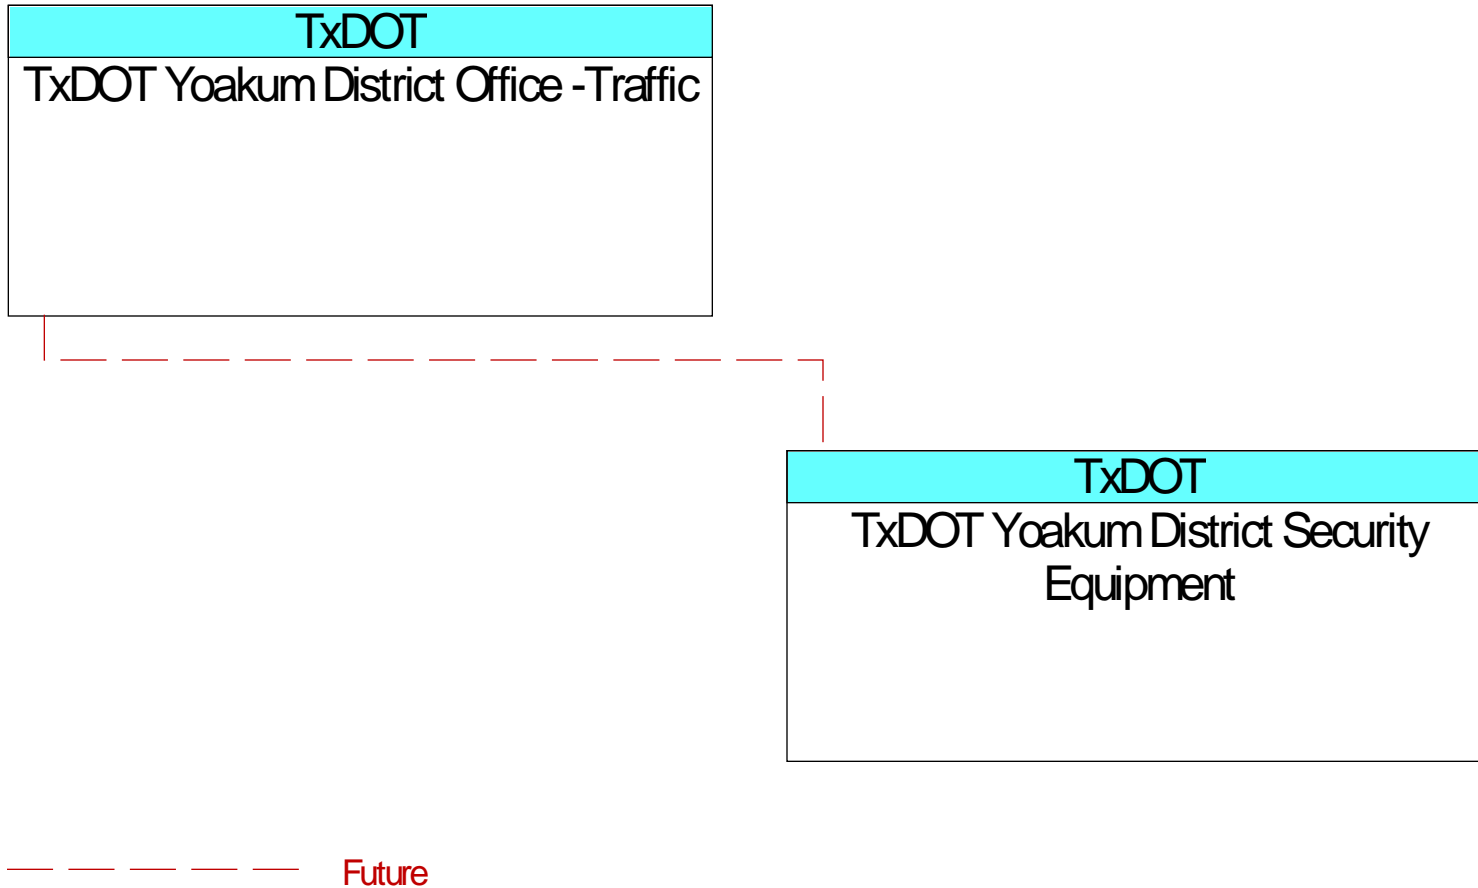 TxDOT
TxDOT Yoakum District Office -Traffic
TxDOT
TxDOT Yoakum District Security
Equipment
Future